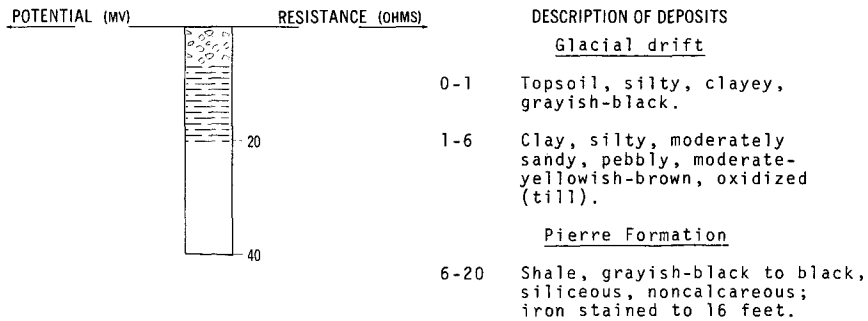 POTENTIAL (MV)
RESISTANCE (OHMS)
DESCRIPTION OF DEPOSITS
Glacial drift
0-1 Topsoil, silty, clayey,
grayish-black.
1-6 Clay, silty, moderately
sandy, pebbly, moderate-
yellowish-brown, oxidized
(till).
20
Pierre Formation
40
6-20 Shale, grayish-black to black,
siliceous, noncalcareous;
iron stained to 16 feet.